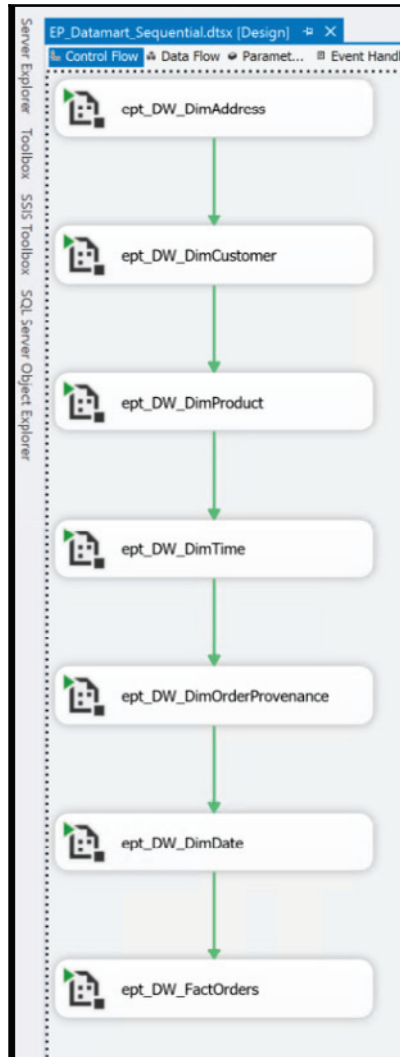 EP_Datamart_Sequential.dtsx [Design]
Control Flow Data Flow Paramet... Event Handl
Server Explorer
Toolbox
SSIS Toolbox
SQL Server Object Explorer
ept_DW_DimAddress
ept_DW_DimCustomer
ept_DW_DimProduct
ept_DW_DimTime
ept_DW_DimOrderProvenance
ept_DW_DimDate
ept_DW_FactOrders